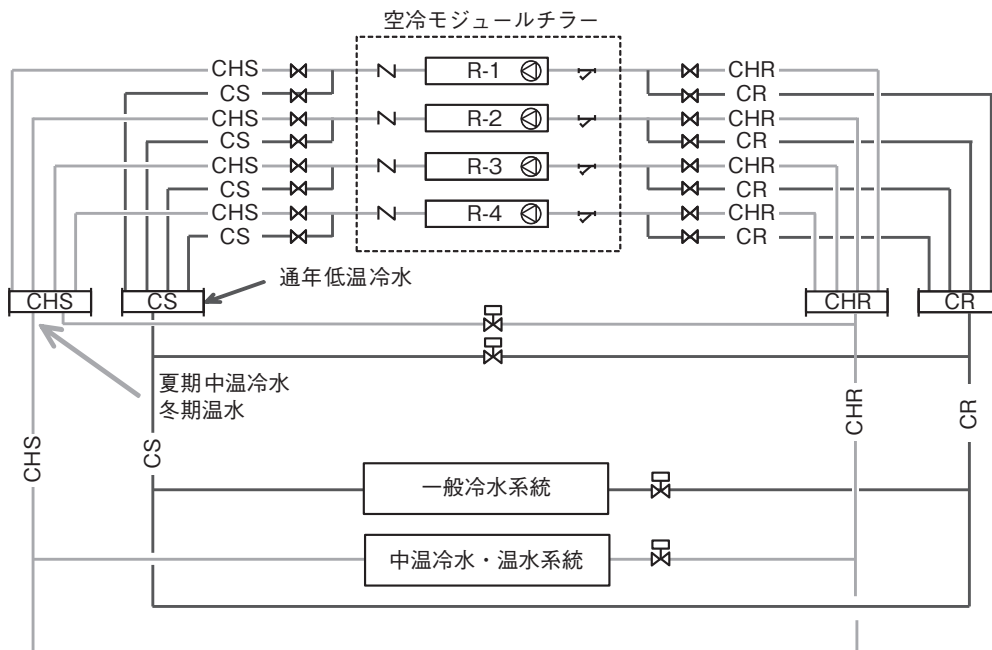 空冷モジュールチラー
CHS
R-1
CHR
CS
CR
CHS
R-2
CHR
CS
CR
CHS
R-3
CHR
CS
CR
CHS
R-4
CHR
CS
CR
通年低温冷水
CHS
CS
CHR
CR
夏期中温冷水
冬期温水
CHS
CS
CHR
CR
一般冷水系統
中温冷水・温水系統